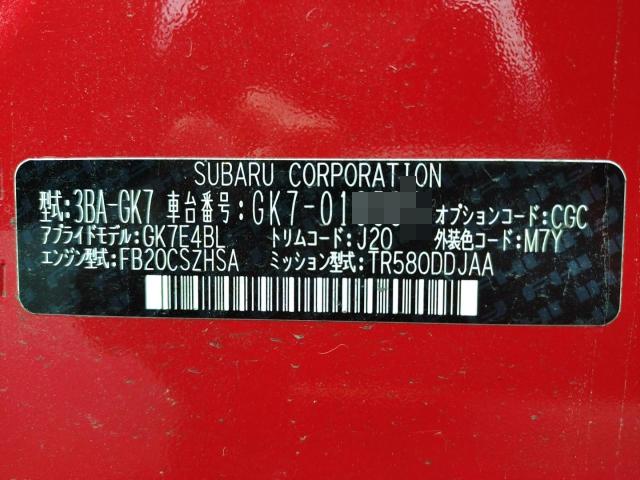 SUBARU CORPORATION
型式:3BA-GK7 車台番号:GK7-01 オプションコード:CGC
アプライドモデル:GK7E4BL トリムコード:J20 外装色コード:M7Y
エンジン型式:FB20CSZHSA ミッション型式:TR580DDJAA